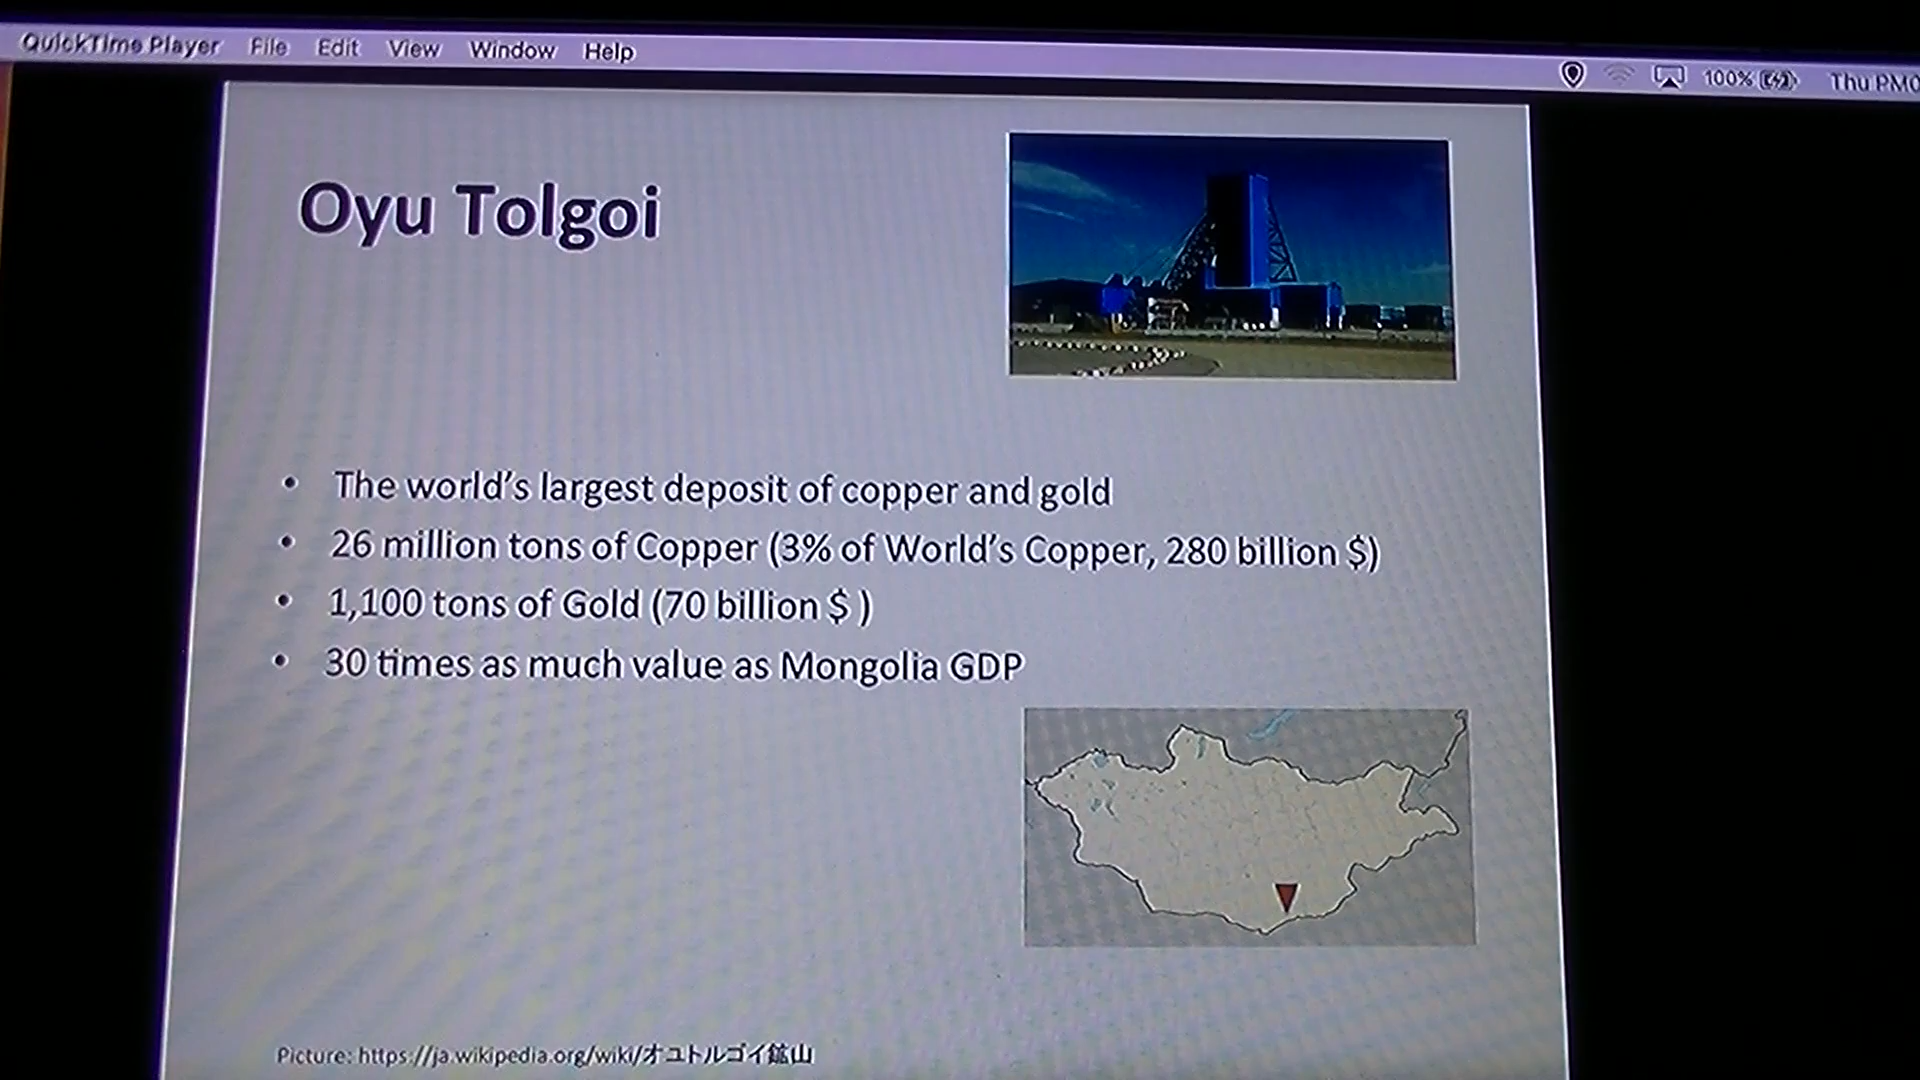 QuickTime Player File Edit View Window Help
100% Thu PM0
Oyu Tolgoi
• The world's largest deposit of copper and gold
• 26 million tons of Copper (3% of World's Copper, 280 billion $)
• 1,100 tons of Gold (70 billion $ )
• 30 times as much value as Mongolia GDP
Picture: https://ja.wikipedia.org/wiki/オユトルゴイ鉱山